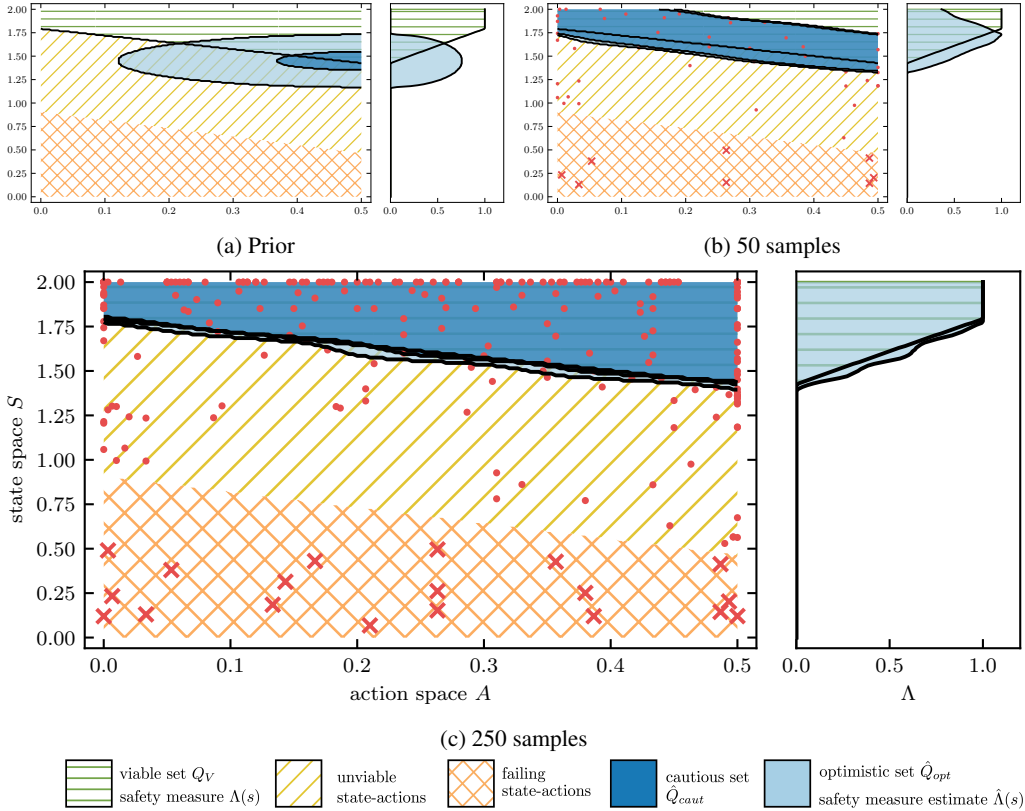 2.00
1.75
1.50
1.25
1.00
0.75
0.50
0.25
0.00
0.0 0.1 0.2 0.3 0.4 0.5 0.0 0.5 1.0
(a) Prior
2.00
1.75
1.50
1.25
1.00
0.75
0.50
0.25
0.00
0.0 0.1 0.2 0.3 0.4 0.5 0.0 0.5 1.0
(b) 50 samples
state space S
2.00
1.75
1.50
1.25
1.00
0.75
0.50
0.25
0.00
0.0 0.1 0.2 0.3 0.4 0.5 0.0 0.5 1.0
action space A Λ
(c) 250 samples
viable set Q_V
safety measure Λ(s)
unviable
state-actions
failing
state-actions
cautious set
Q̂_caut
optimistic set Q̂_opt
safety measure estimate Λ̂(s)